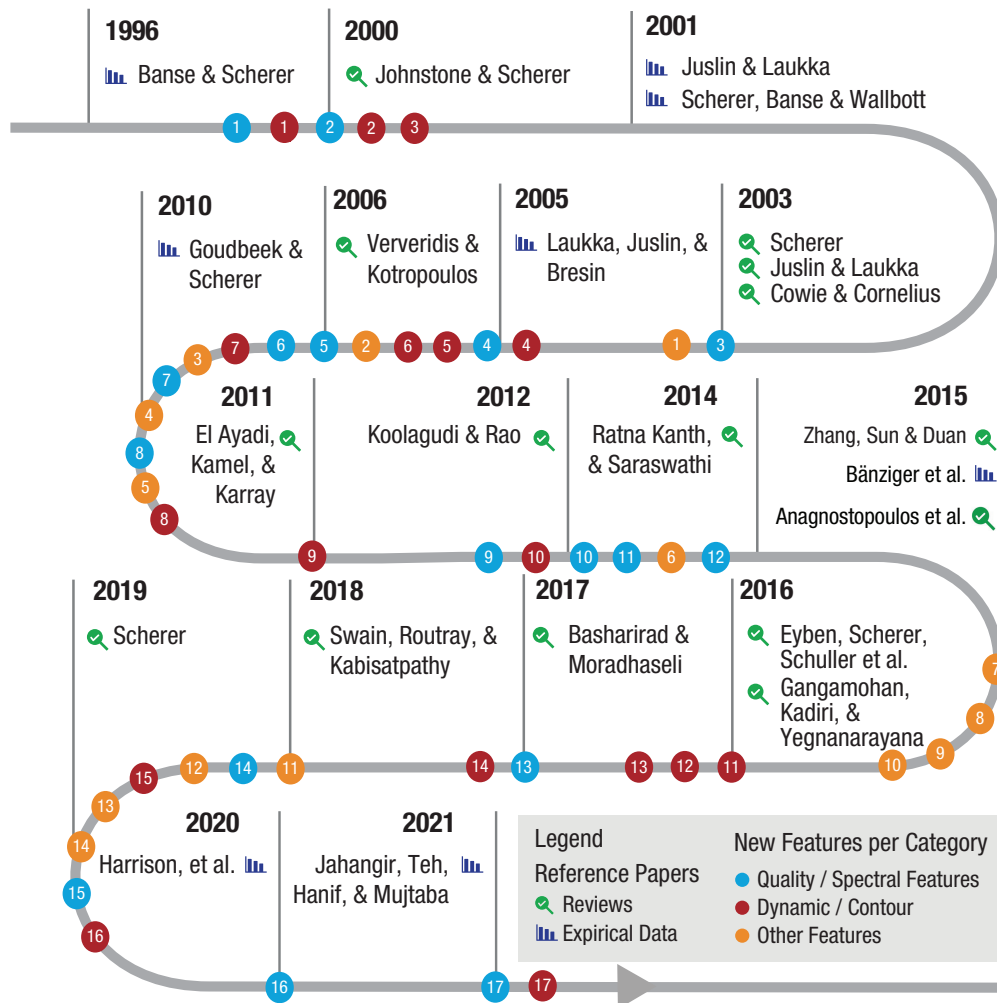 1996
Banse & Scherer
2000
Johnstone & Scherer
2001
Juslin & Laukka
Scherer, Banse & Wallbott
1 1 2 2 3
2010
Goudbeek &
Scherer
2006
Ververidis &
Kotropoulos
2005
Laukka, Juslin, &
Bresin
2003
Scherer
Juslin & Laukka
Cowie & Cornelius
3 7 6 5 2 6 5 4 4 1 3
7
4
8
5
8
2011
El Ayadi,
Kamel, &
Karray
2012
Koolagudi & Rao
2014
Ratna Kanth,
& Saraswathi
2015
Zhang, Sun & Duan
Bänziger et al.
Anagnostopoulos et al.
9 9 10 10 11 6 12
2019
Scherer
2018
Swain, Routray, &
Kabisatpathy
2017
Basharirad &
Moradhaseli
2016
Eyben, Scherer,
Schuller et al.
Gangamohan,
Kadiri, &
Yegnanarayana
7
8
9
15 12 14 11 14 13 13 12 11 10
13
14
15
16
2020
Harrison, et al.
2021
Jahangir, Teh,
Hanif, & Mujtaba
16 17 17
Legend
Reference Papers
Reviews
Expirical Data
New Features per Category
Quality / Spectral Features
Dynamic / Contour
Other Features